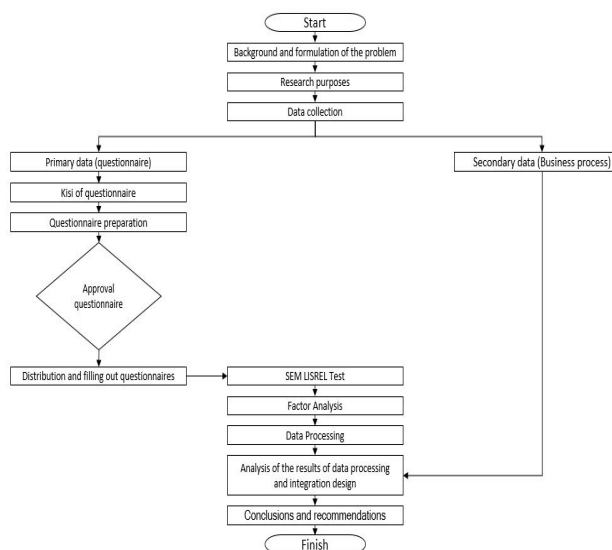 Start
Background and formulation of the problem
Research purposes
Data collection
Primary data (questionnaire)
Secondary data (Business process)
Kisi of questionnaire
Questionnaire preparation
Approval
questionnaire
Distribution and filling out questionnaires
SEM LISREL Test
Factor Analysis
Data Processing
Analysis of the results of data processing
and integration design
Conclusions and recommendations
Finish